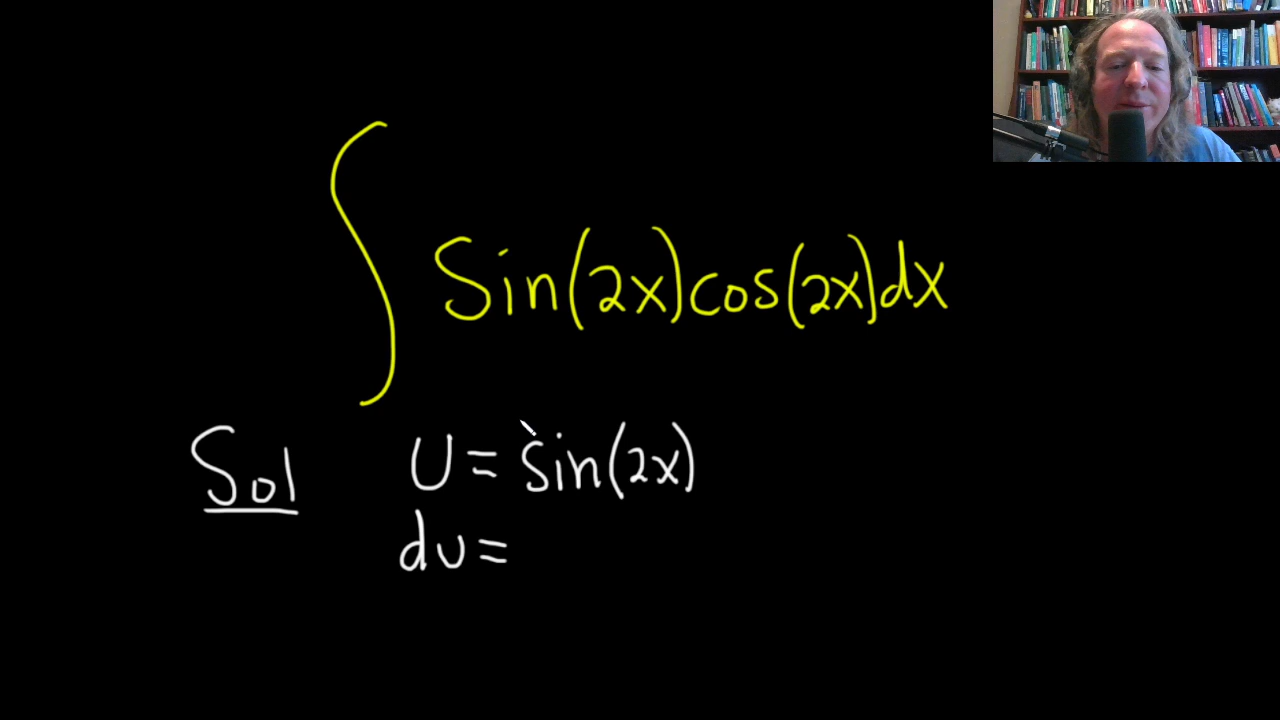 ∫ Sin(2x)cos(2x)dx
Sol U = Sin(2x)
du =